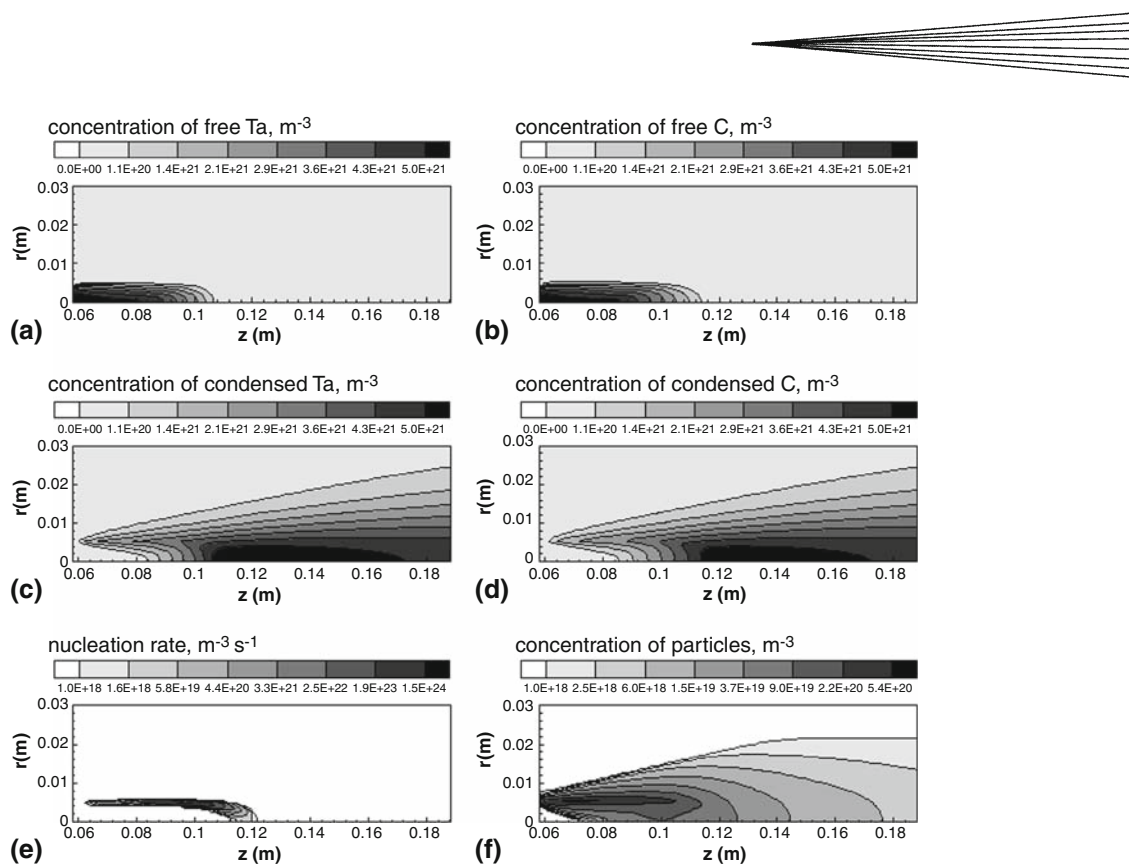 concentration of free Ta, m-3
0.0E+00 1.1E+20 1.4E+21 2.1E+21 2.9E+21 3.6E+21 4.3E+21 5.0E+21
0.03
0.02
0.01
0
r(m)
0.06 0.08 0.1 0.12 0.14 0.16 0.18
z (m)
(a)
concentration of free C, m-3
0.0E+00 1.1E+20 1.4E+21 2.1E+21 2.9E+21 3.6E+21 4.3E+21 5.0E+21
0.03
0.02
0.01
0
r(m)
0.06 0.08 0.1 0.12 0.14 0.16 0.18
z (m)
(b)
concentration of condensed Ta, m-3
0.0E+00 1.1E+20 1.4E+21 2.1E+21 2.9E+21 3.6E+21 4.3E+21 5.0E+21
0.03
0.02
0.01
0
r(m)
0.06 0.08 0.1 0.12 0.14 0.16 0.18
z (m)
(c)
concentration of condensed C, m-3
0.0E+00 1.1E+20 1.4E+21 2.1E+21 2.9E+21 3.6E+21 4.3E+21 5.0E+21
0.03
0.02
0.01
0
r(m)
0.06 0.08 0.1 0.12 0.14 0.16 0.18
z (m)
(d)
nucleation rate, m-3 s-1
1.0E+18 1.6E+18 5.8E+19 4.4E+20 3.3E+21 2.5E+22 1.9E+23 1.5E+24
0.03
0.02
0.01
0
r(m)
0.06 0.08 0.1 0.12 0.14 0.16 0.18
z (m)
(e)
concentration of particles, m-3
1.0E+18 2.5E+18 6.0E+18 1.5E+19 3.7E+19 9.0E+19 2.2E+20 5.4E+20
0.03
0.02
0.01
0
r(m)
0.06 0.08 0.1 0.12 0.14 0.16 0.18
z (m)
(f)